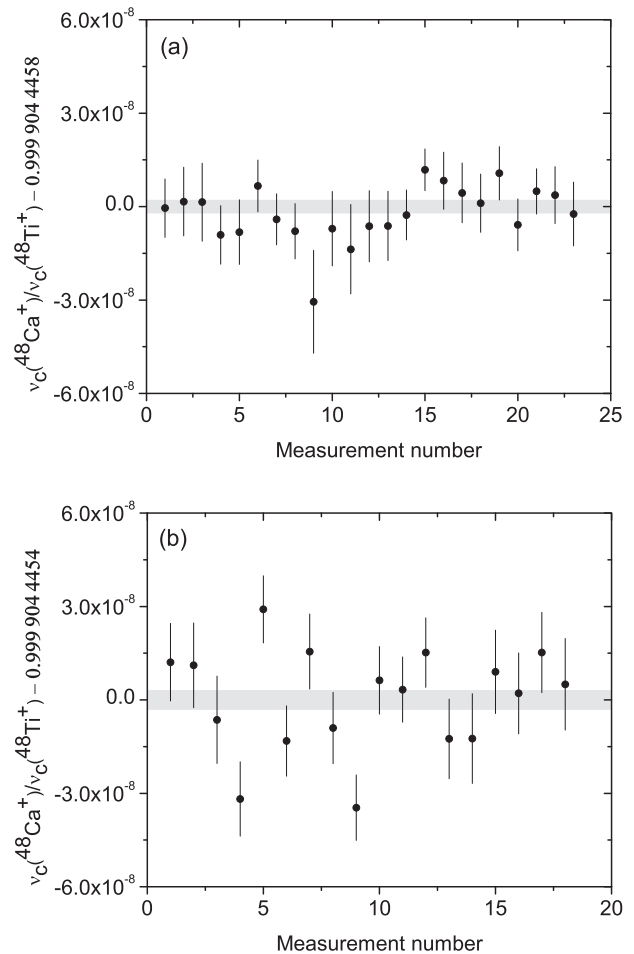 (a)
6.0x10⁻⁸
3.0x10⁻⁸
0.0
-3.0x10⁻⁸
-6.0x10⁻⁸
ν_C(⁴⁸Ca⁺)/ν_C(⁴⁸Ti⁺) – 0.999 904 4458
0 5 10 15 20 25
Measurement number
(b)
6.0x10⁻⁸
3.0x10⁻⁸
0.0
-3.0x10⁻⁸
-6.0x10⁻⁸
ν_C(⁴⁸Ca⁺)/ν_C(⁴⁸Ti⁺) – 0.999 904 4454
0 5 10 15 20
Measurement number